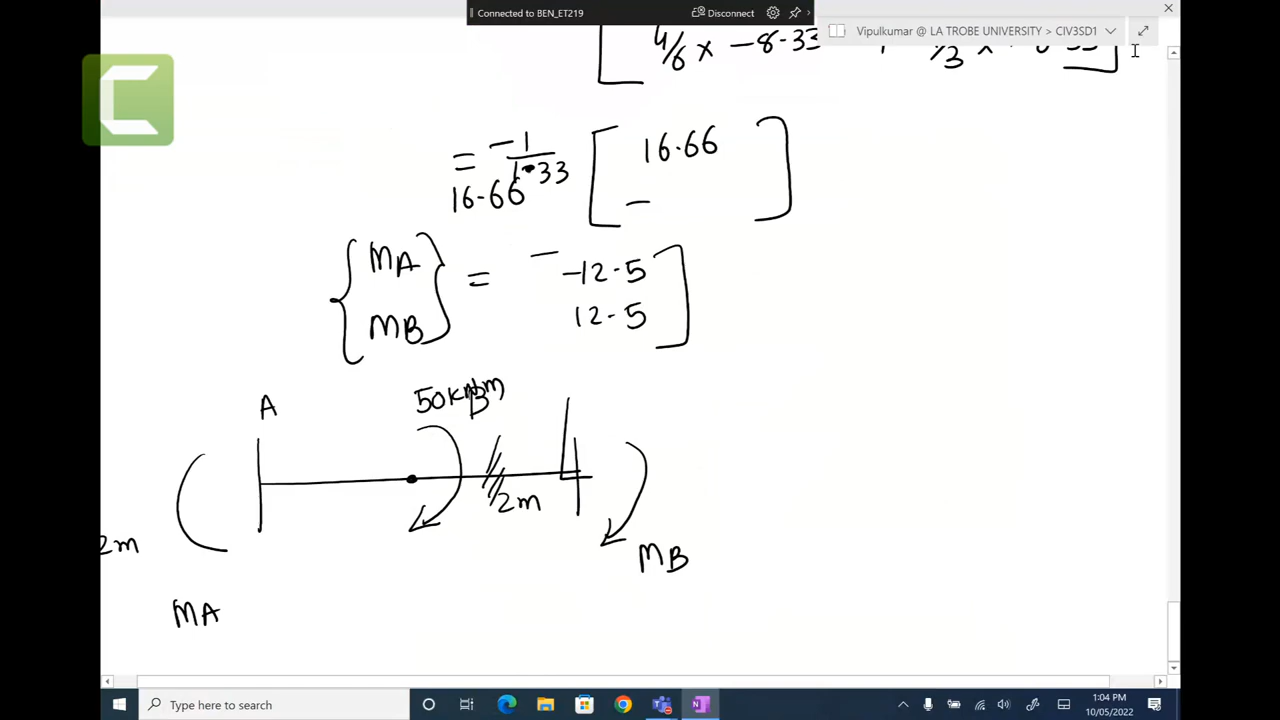 Connected to BEN_ET219
Disconnect
Vipulkumar @ LA TROBE UNIVERSITY > CIV3SD1
4/6 x -8.33
/3 x
= -1/1.33 [ 16.66
16.66
-
]
{ MA
MB } = - -12.5
12.5 ]
A
50KNm
B
2m
2m
MB
MA
Type here to search
1:04 PM
10/05/2022